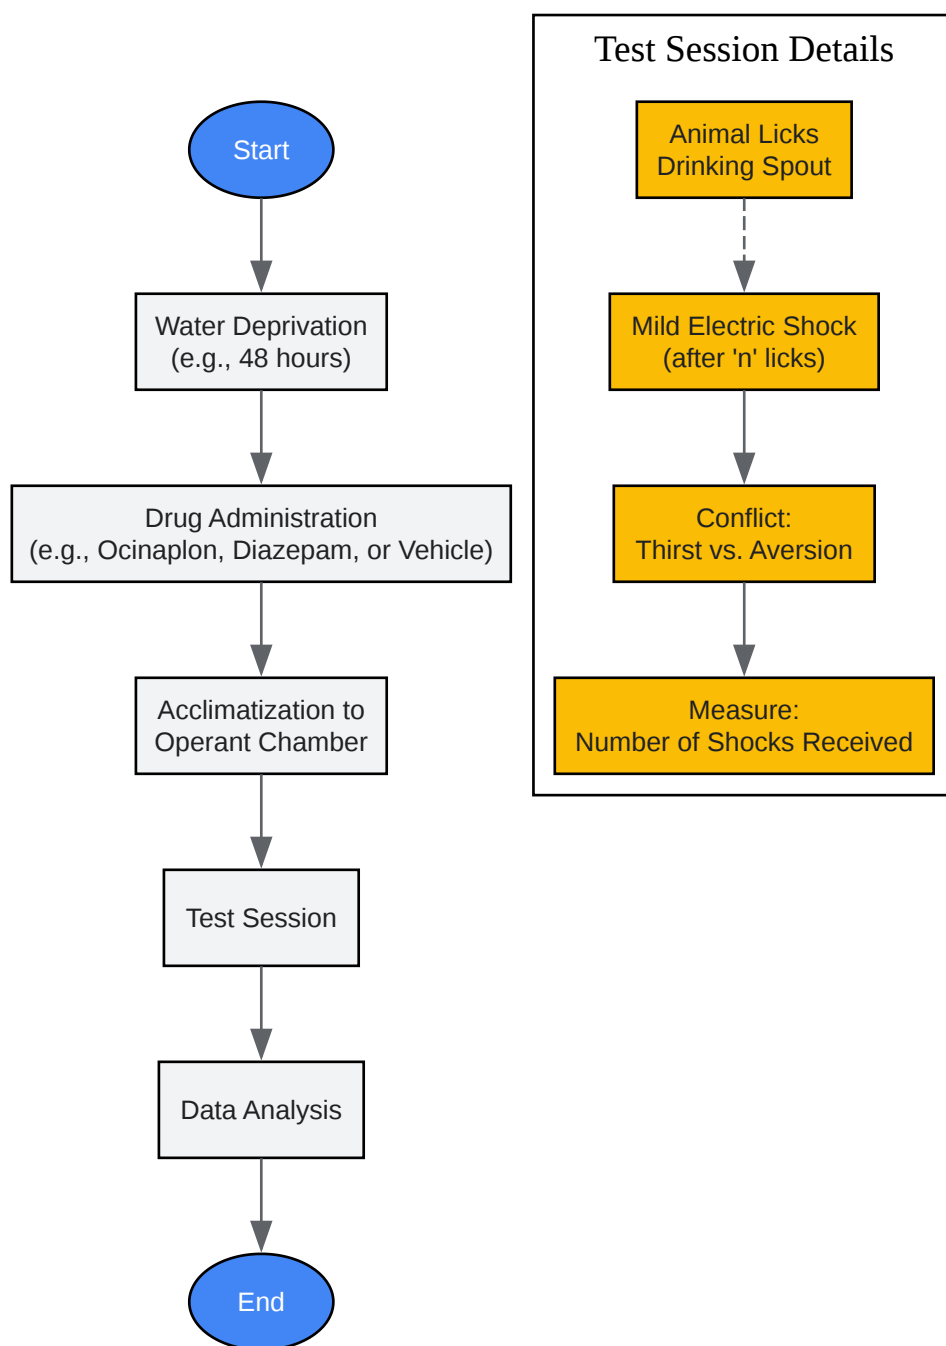 Start
Water Deprivation
(e.g., 48 hours)
Drug Administration
(e.g., Ocinaplon, Diazepam, or Vehicle)
Acclimatization to
Operant Chamber
Test Session
Data Analysis
End
Test Session Details
Animal Licks
Drinking Spout
Mild Electric Shock
(after 'n' licks)
Conflict:
Thirst vs. Aversion
Measure:
Number of Shocks Received